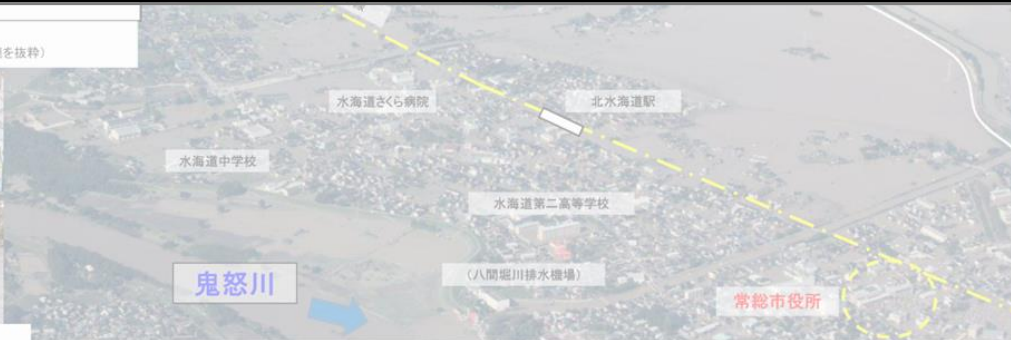 を抜粋）
水海道さくら病院
北水海道駅
水海道中学校
水海道第二高等学校
鬼怒川
（八間堀川排水機場）
常総市役所